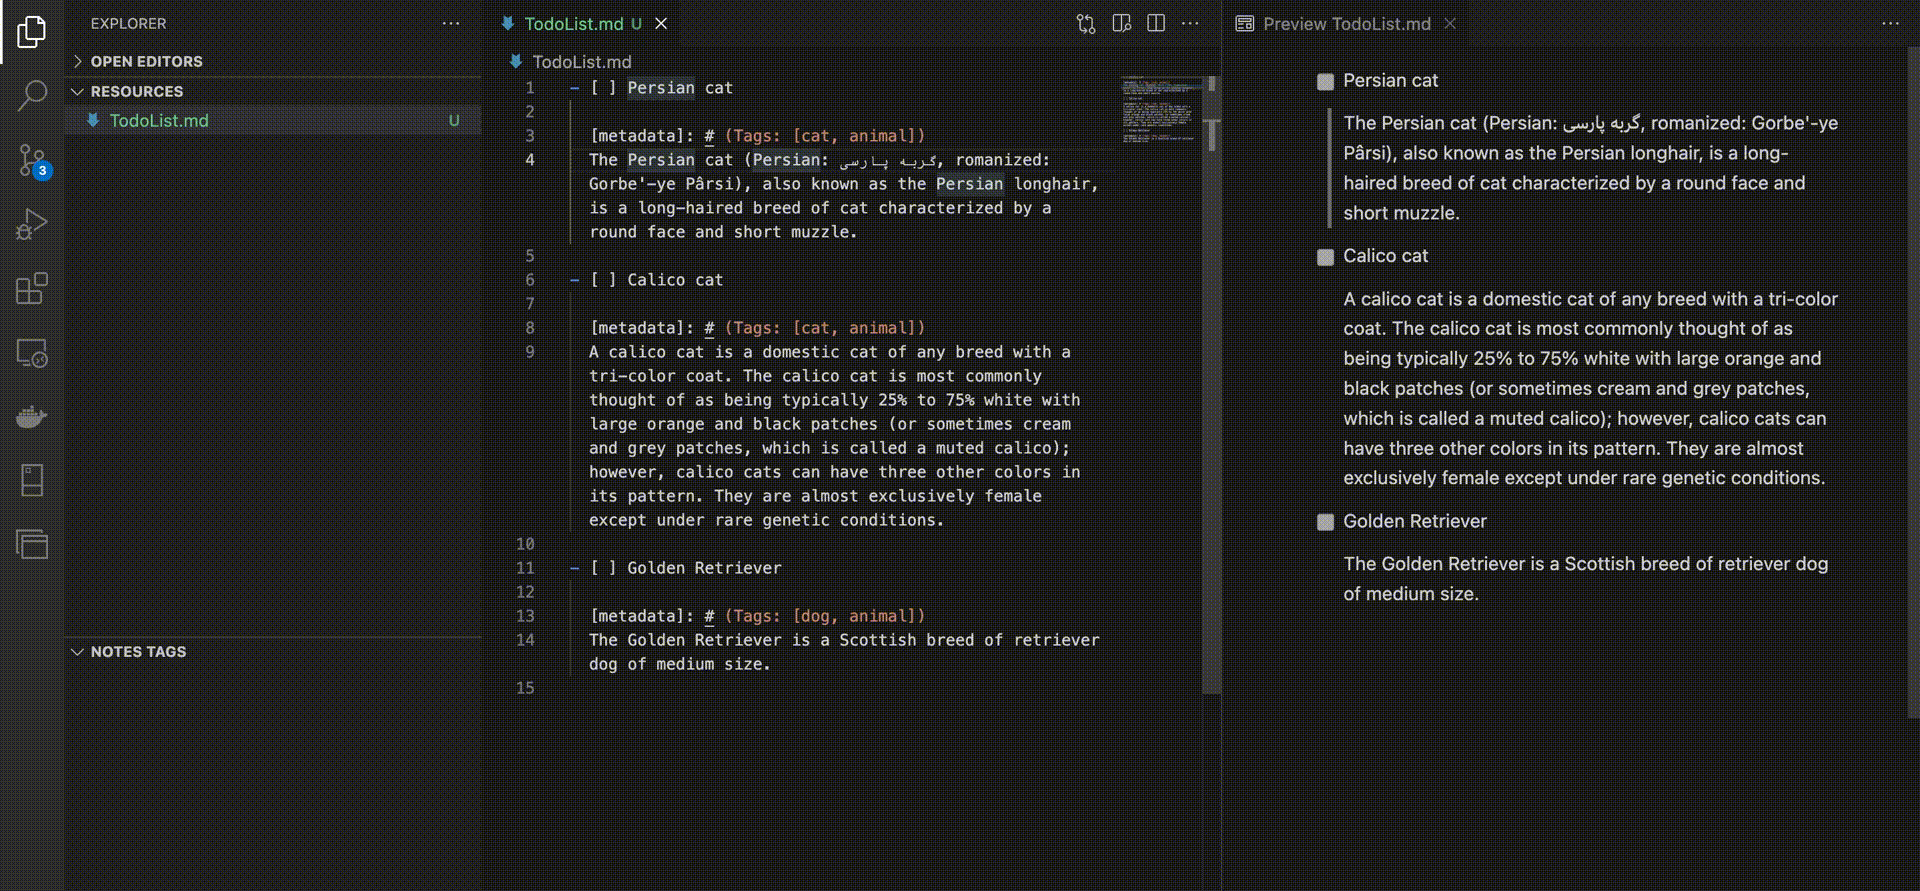 EXPLORER
OPEN EDITORS
RESOURCES
TodoList.md U
3
NOTES TAGS
TodoList.md U
TodoList.md
1 - [ ] Persian cat
2
3 [metadata]: # (Tags: [cat, animal])
4 The Persian cat (Persian: گربه پارسی, romanized:
Gorbe'-ye Pârsi), also known as the Persian longhair,
is a long-haired breed of cat characterized by a
round face and short muzzle.
5
6 - [ ] Calico cat
7
8 [metadata]: # (Tags: [cat, animal])
9 A calico cat is a domestic cat of any breed with a
tri-color coat. The calico cat is most commonly
thought of as being typically 25% to 75% white with
large orange and black patches (or sometimes cream
and grey patches, which is called a muted calico);
however, calico cats can have three other colors in
its pattern. They are almost exclusively female
except under rare genetic conditions.
10
11 - [ ] Golden Retriever
12
13 [metadata]: # (Tags: [dog, animal])
14 The Golden Retriever is a Scottish breed of retriever
dog of medium size.
15
Preview TodoList.md
Persian cat
The Persian cat (Persian: گربه پارسی, romanized: Gorbe'-ye
Pârsi), also known as the Persian longhair, is a long-
haired breed of cat characterized by a round face and
short muzzle.
Calico cat
A calico cat is a domestic cat of any breed with a tri-color
coat. The calico cat is most commonly thought of as
being typically 25% to 75% white with large orange and
black patches (or sometimes cream and grey patches,
which is called a muted calico); however, calico cats can
have three other colors in its pattern. They are almost
exclusively female except under rare genetic conditions.
Golden Retriever
The Golden Retriever is a Scottish breed of retriever dog
of medium size.